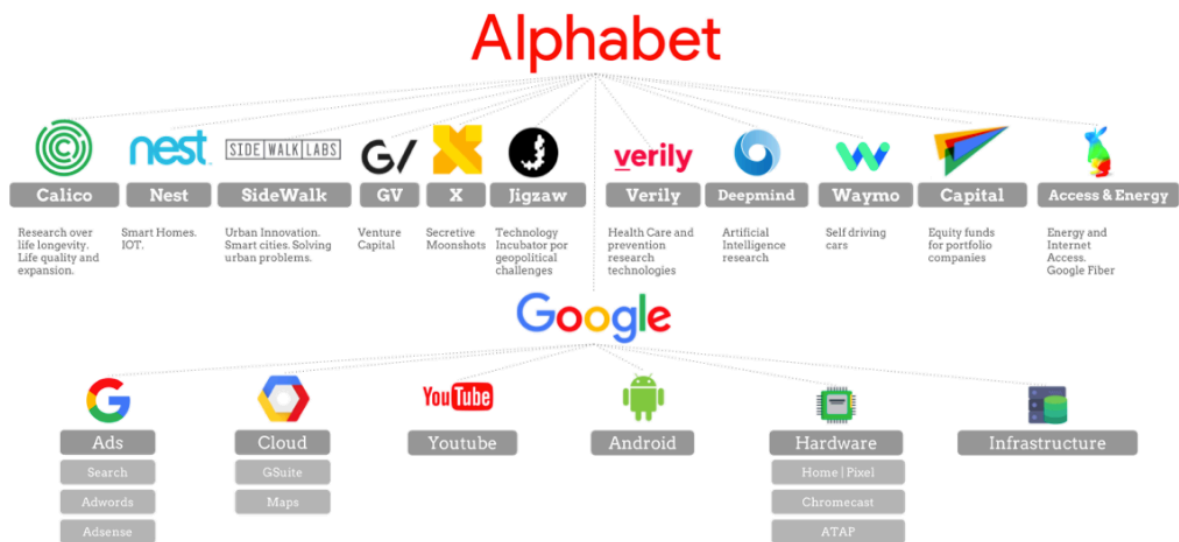 Alphabet
nest
SIDE WALK LABS
G/
verily
Calico
Nest
SideWalk
GV
X
Jigzaw
Verily
Deepmind
Waymo
Capital
Access & Energy
Research over
life longevity.
Life quality and
expansion.
Smart Homes.
IOT.
Urban Innovation.
Smart cities. Solving
urban problems.
Venture
Capital
Secretive
Moonshots
Technology
Incubator por
geopolitical
challenges
Health Care and
prevention
research
technologies
Artificial
Intelligence
research
Self driving
cars
Equity funds
for portfolio
companies
Energy and
Internet
Access.
Google Fiber
Google
G
YouTube
Ads
Cloud
Youtube
Android
Hardware
Infrastructure
Search
GSuite
Home | Pixel
Adwords
Maps
Chromecast
Adsense
ATAP